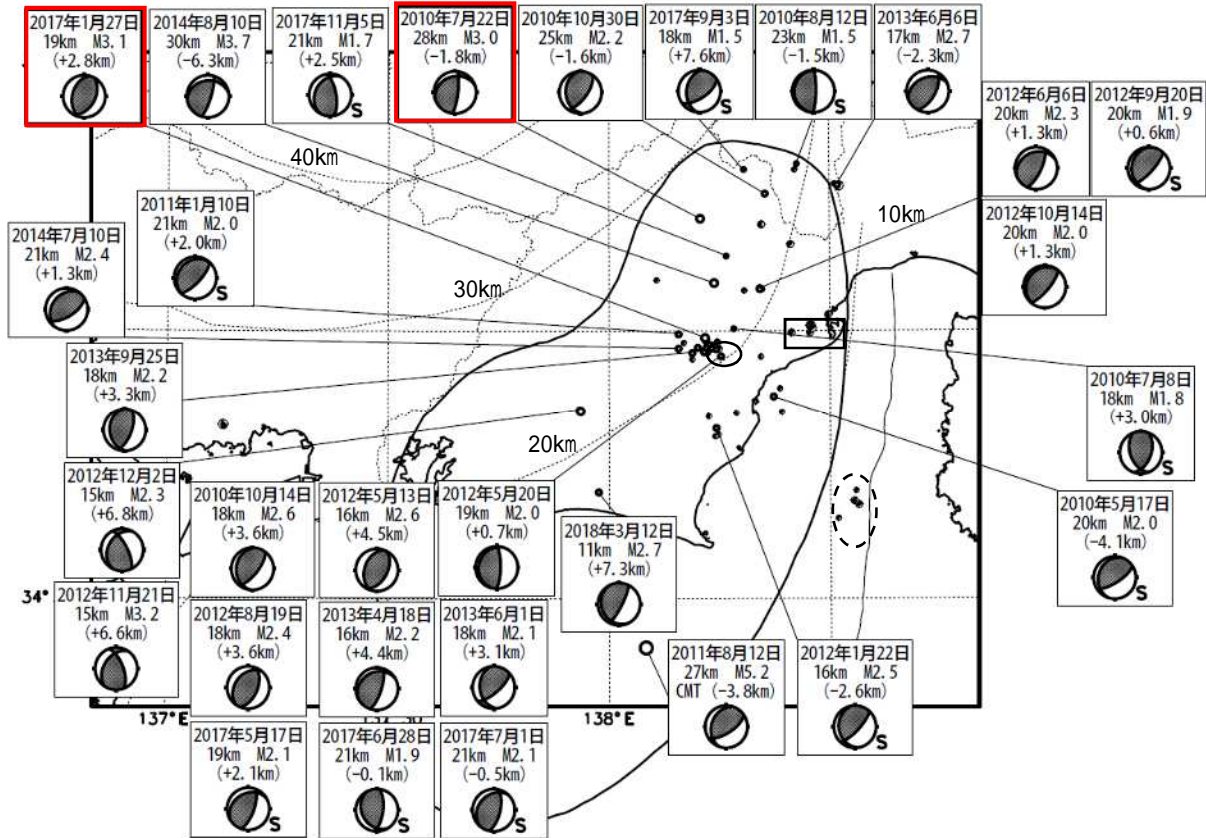 2017年1月27日
19km M3.1
(+2.8km)
2014年8月10日
30km M3.7
(-6.3km)
2017年11月5日
21km M1.7
(+2.5km)
S
2010年7月22日
28km M3.0
(-1.8km)
2010年10月30日
25km M2.2
(-1.6km)
2017年9月3日
18km M1.5
(+7.6km)
S
2010年8月12日
23km M1.5
(-1.5km)
S
2013年6月6日
17km M2.7
(-2.3km)
2012年6月6日
20km M2.3
(+1.3km)
2012年9月20日
20km M1.9
(+0.6km)
S
40km
2011年1月10日
21km M2.0
(+2.0km)
S
10km
2012年10月14日
20km M2.0
(+1.3km)
2014年7月10日
21km M2.4
(+1.3km)
30km
2013年9月25日
18km M2.2
(+3.3km)
2010年7月8日
18km M1.8
(+3.0km)
S
20km
2012年12月2日
15km M2.3
(+6.8km)
2010年10月14日
18km M2.6
(+3.6km)
2012年5月13日
16km M2.6
(+4.5km)
2012年5月20日
19km M2.0
(+0.7km)
2018年3月12日
11km M2.7
(+7.3km)
2010年5月17日
20km M2.0
(-4.1km)
S
34°
2012年11月21日
15km M3.2
(+6.6km)
2012年8月19日
18km M2.4
(+3.6km)
2013年4月18日
16km M2.2
(+4.4km)
2013年6月1日
18km M2.1
(+3.1km)
2011年8月12日
27km M5.2
CMT (-3.8km)
2012年1月22日
16km M2.5
(-2.6km)
S
137°E
138°E
2017年5月17日
19km M2.1
(+2.1km)
S
2017年6月28日
21km M1.9
(-0.1km)
S
2017年7月1日
21km M2.1
(-0.5km)
S